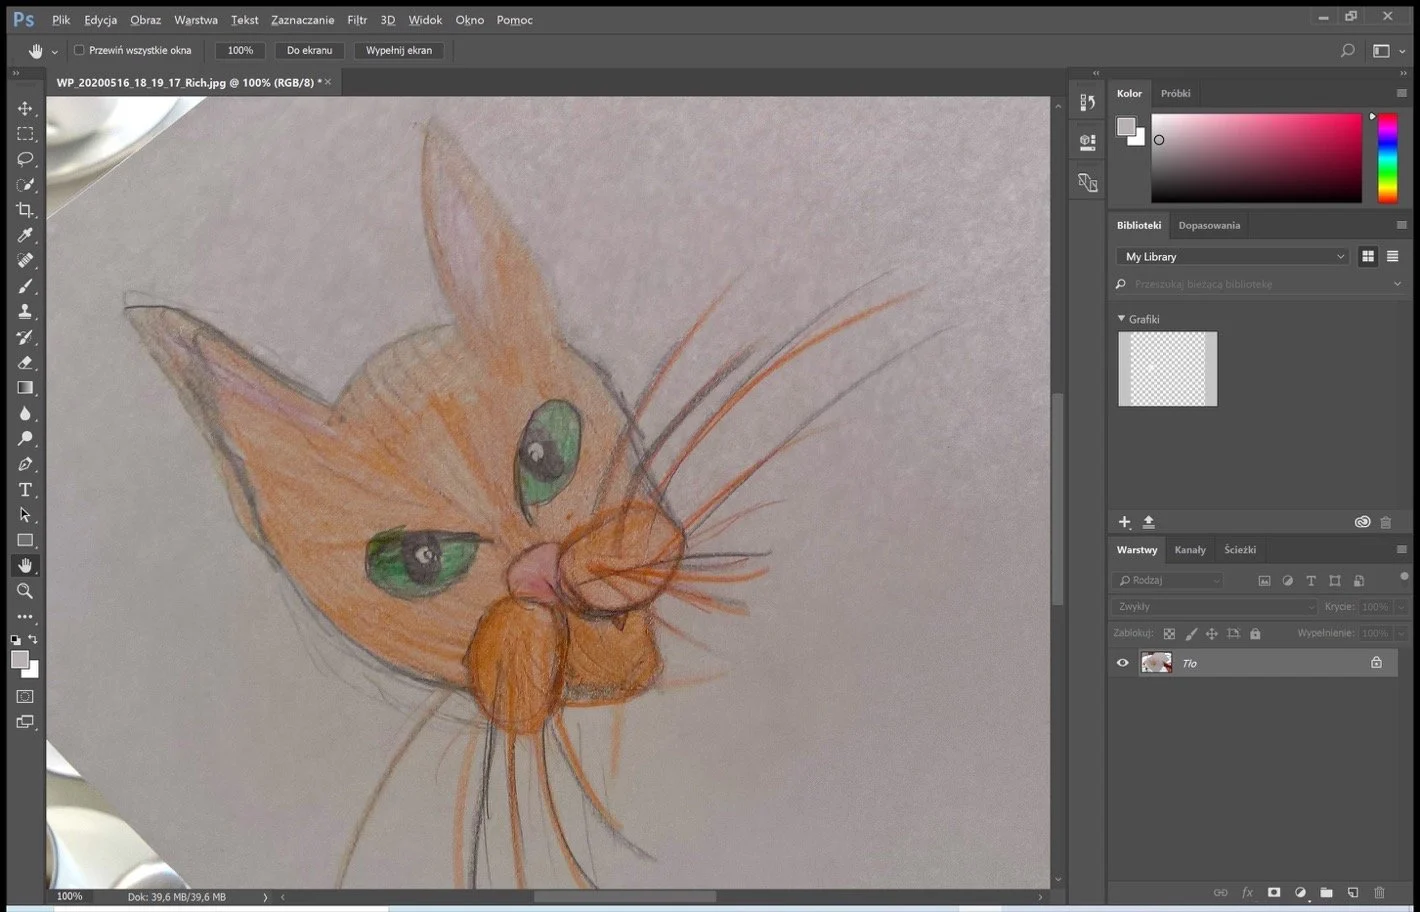 Ps Plik Edycja Obraz Warstwa Tekst Zaznaczanie Filtr 3D Widok Okno Pomoc
Przewiń wszystkie okna 100% Do ekranu Wypełnij ekran
WP_20200516_18_19_17_Rich.jpg @ 100% (RGB/8) *
Kolor Próbki
Biblioteki Dopasowania
My Library
Przeszukaj bieżącą bibliotekę
Grafiki
Warstwy Kanały Ścieżki
Rodzaj
Zwykły Krycie: 100%
Zablokuj: Wypełnienie: 100%
Tło
fx
100% Dok: 39,6 MB/39,6 MB